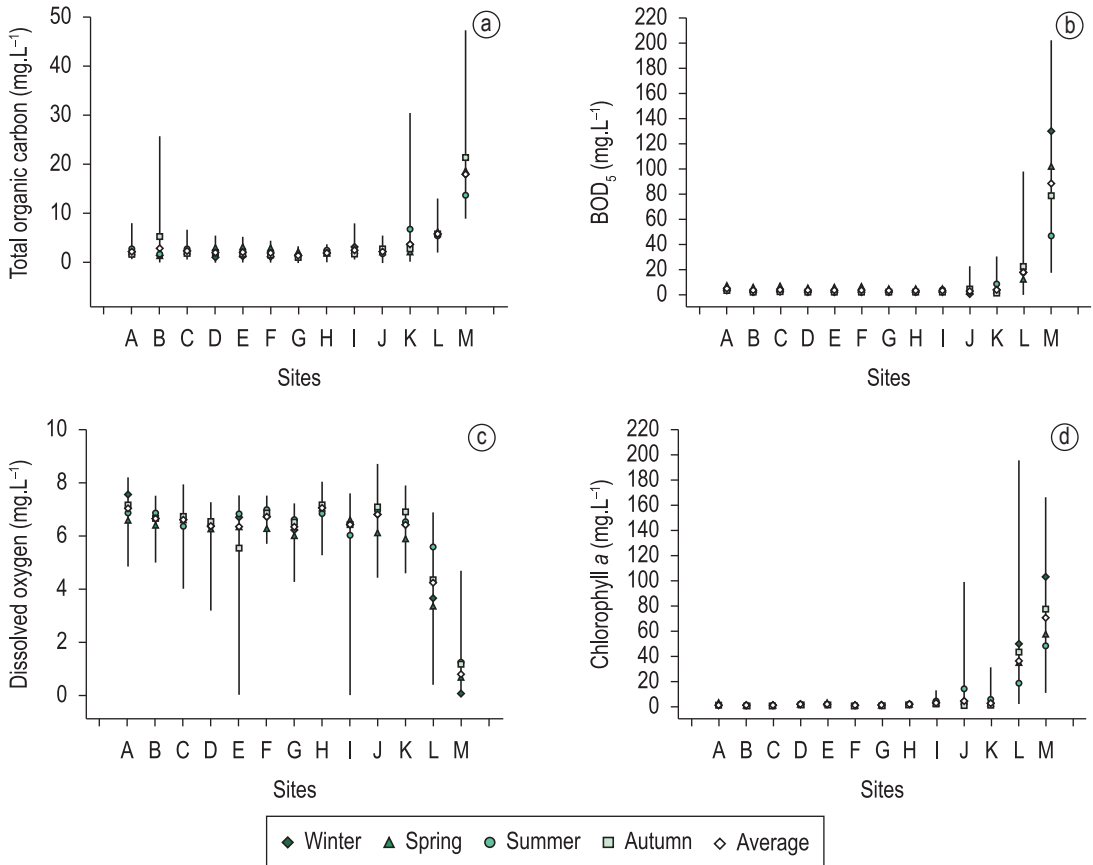 a
Total organic carbon (mg.L⁻¹)
50
40
30
20
10
0
A B C D E F G H I J K L M
Sites
b
BOD₅ (mg.L⁻¹)
220
200
180
160
140
120
100
80
60
40
20
0
A B C D E F G H I J K L M
Sites
c
Dissolved oxygen (mg.L⁻¹)
10
8
6
4
2
0
A B C D E F G H I J K L M
Sites
d
Chlorophyll a (mg.L⁻¹)
220
200
180
160
140
120
100
80
60
40
20
0
A B C D E F G H I J K L M
Sites
Winter Spring Summer Autumn Average